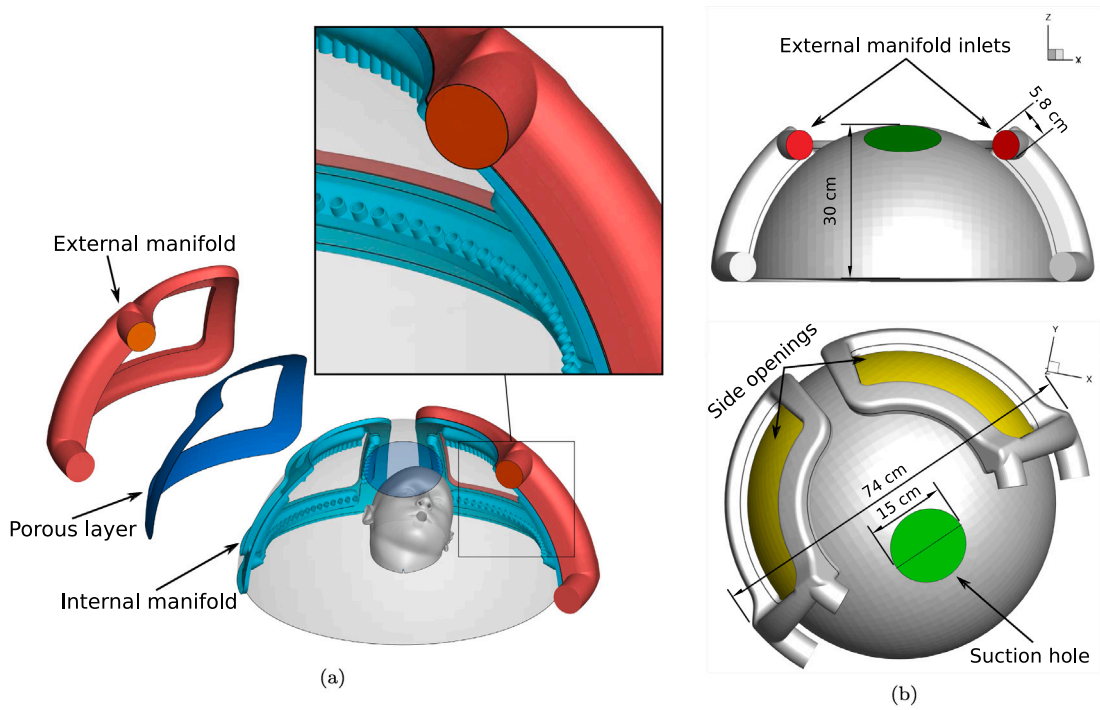 External manifold
Porous layer
Internal manifold
(a)
External manifold inlets
Z
X
5.8 cm
30 cm
Side openings
Y
Z
X
74 cm
15 cm
Suction hole
(b)